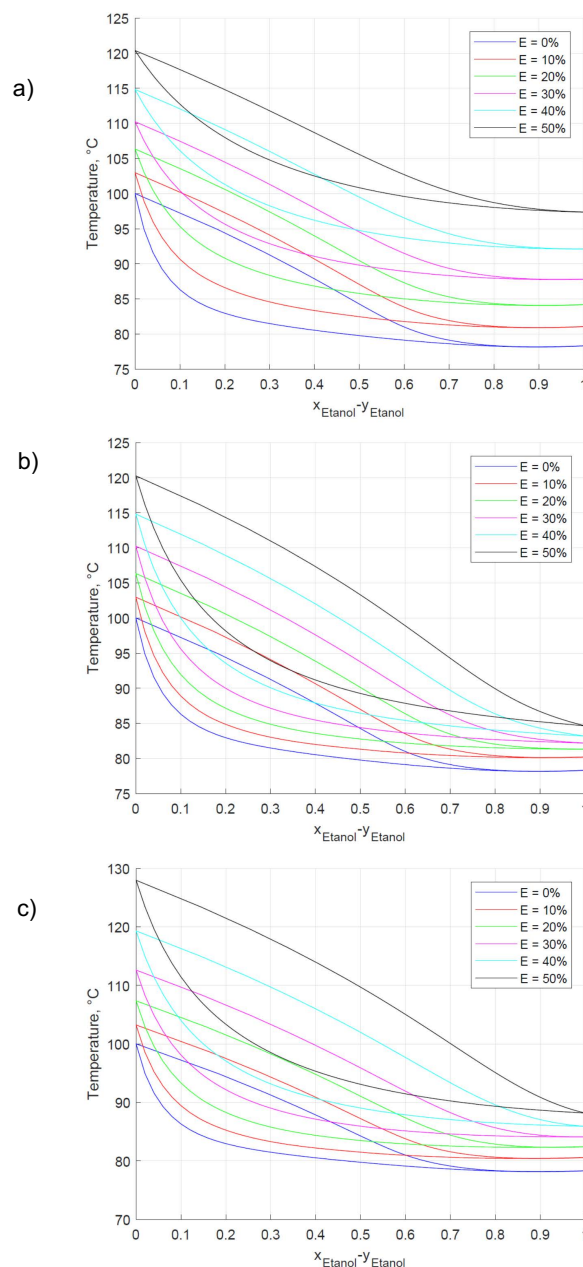 a)
Temperature, °C
125
120
115
110
105
100
95
90
85
80
75
0 0.1 0.2 0.3 0.4 0.5 0.6 0.7 0.8 0.9 1
xEtanol-yEtanol
E = 0%
E = 10%
E = 20%
E = 30%
E = 40%
E = 50%
b)
Temperature, °C
125
120
115
110
105
100
95
90
85
80
75
0 0.1 0.2 0.3 0.4 0.5 0.6 0.7 0.8 0.9 1
xEtanol-yEtanol
E = 0%
E = 10%
E = 20%
E = 30%
E = 40%
E = 50%
c)
Temperature, °C
130
120
110
100
90
80
70
0 0.1 0.2 0.3 0.4 0.5 0.6 0.7 0.8 0.9 1
xEtanol-yEtanol
E = 0%
E = 10%
E = 20%
E = 30%
E = 40%
E = 50%